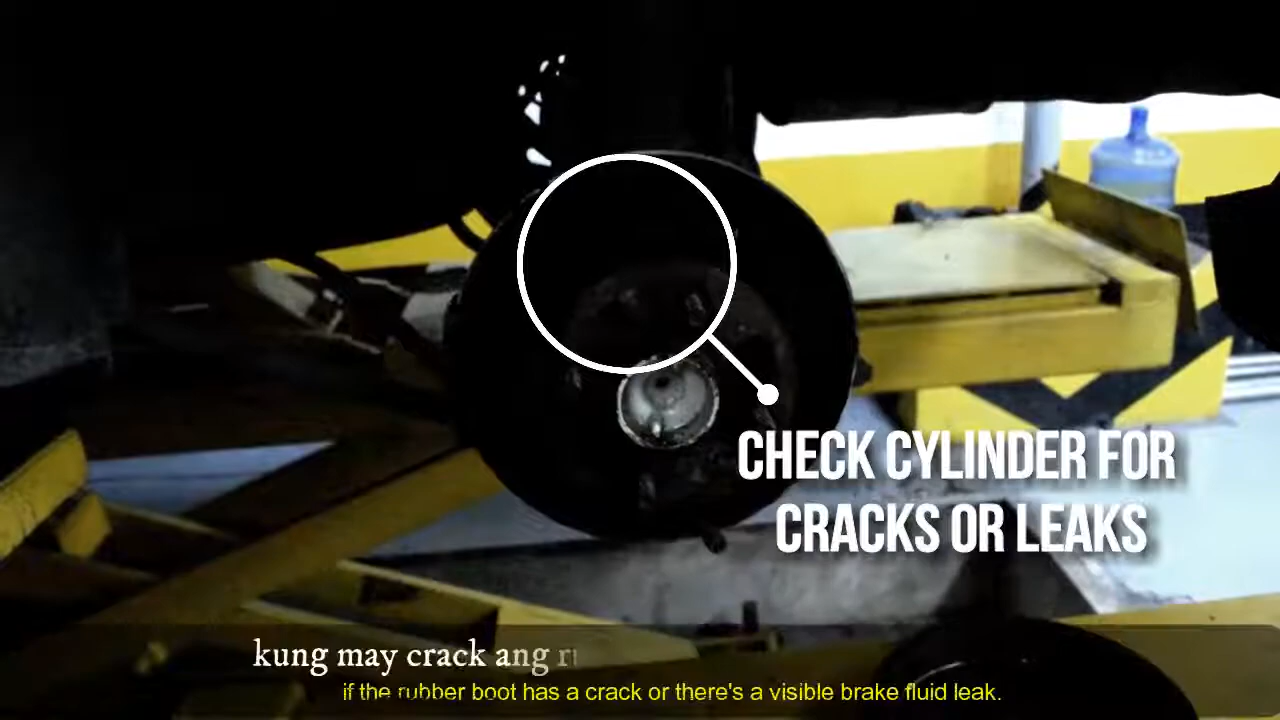 CHECK CYLINDER FOR
CRACKS OR LEAKS
kung may crack ang
if the rubber boot has a crack or there's a visible brake fluid leak.